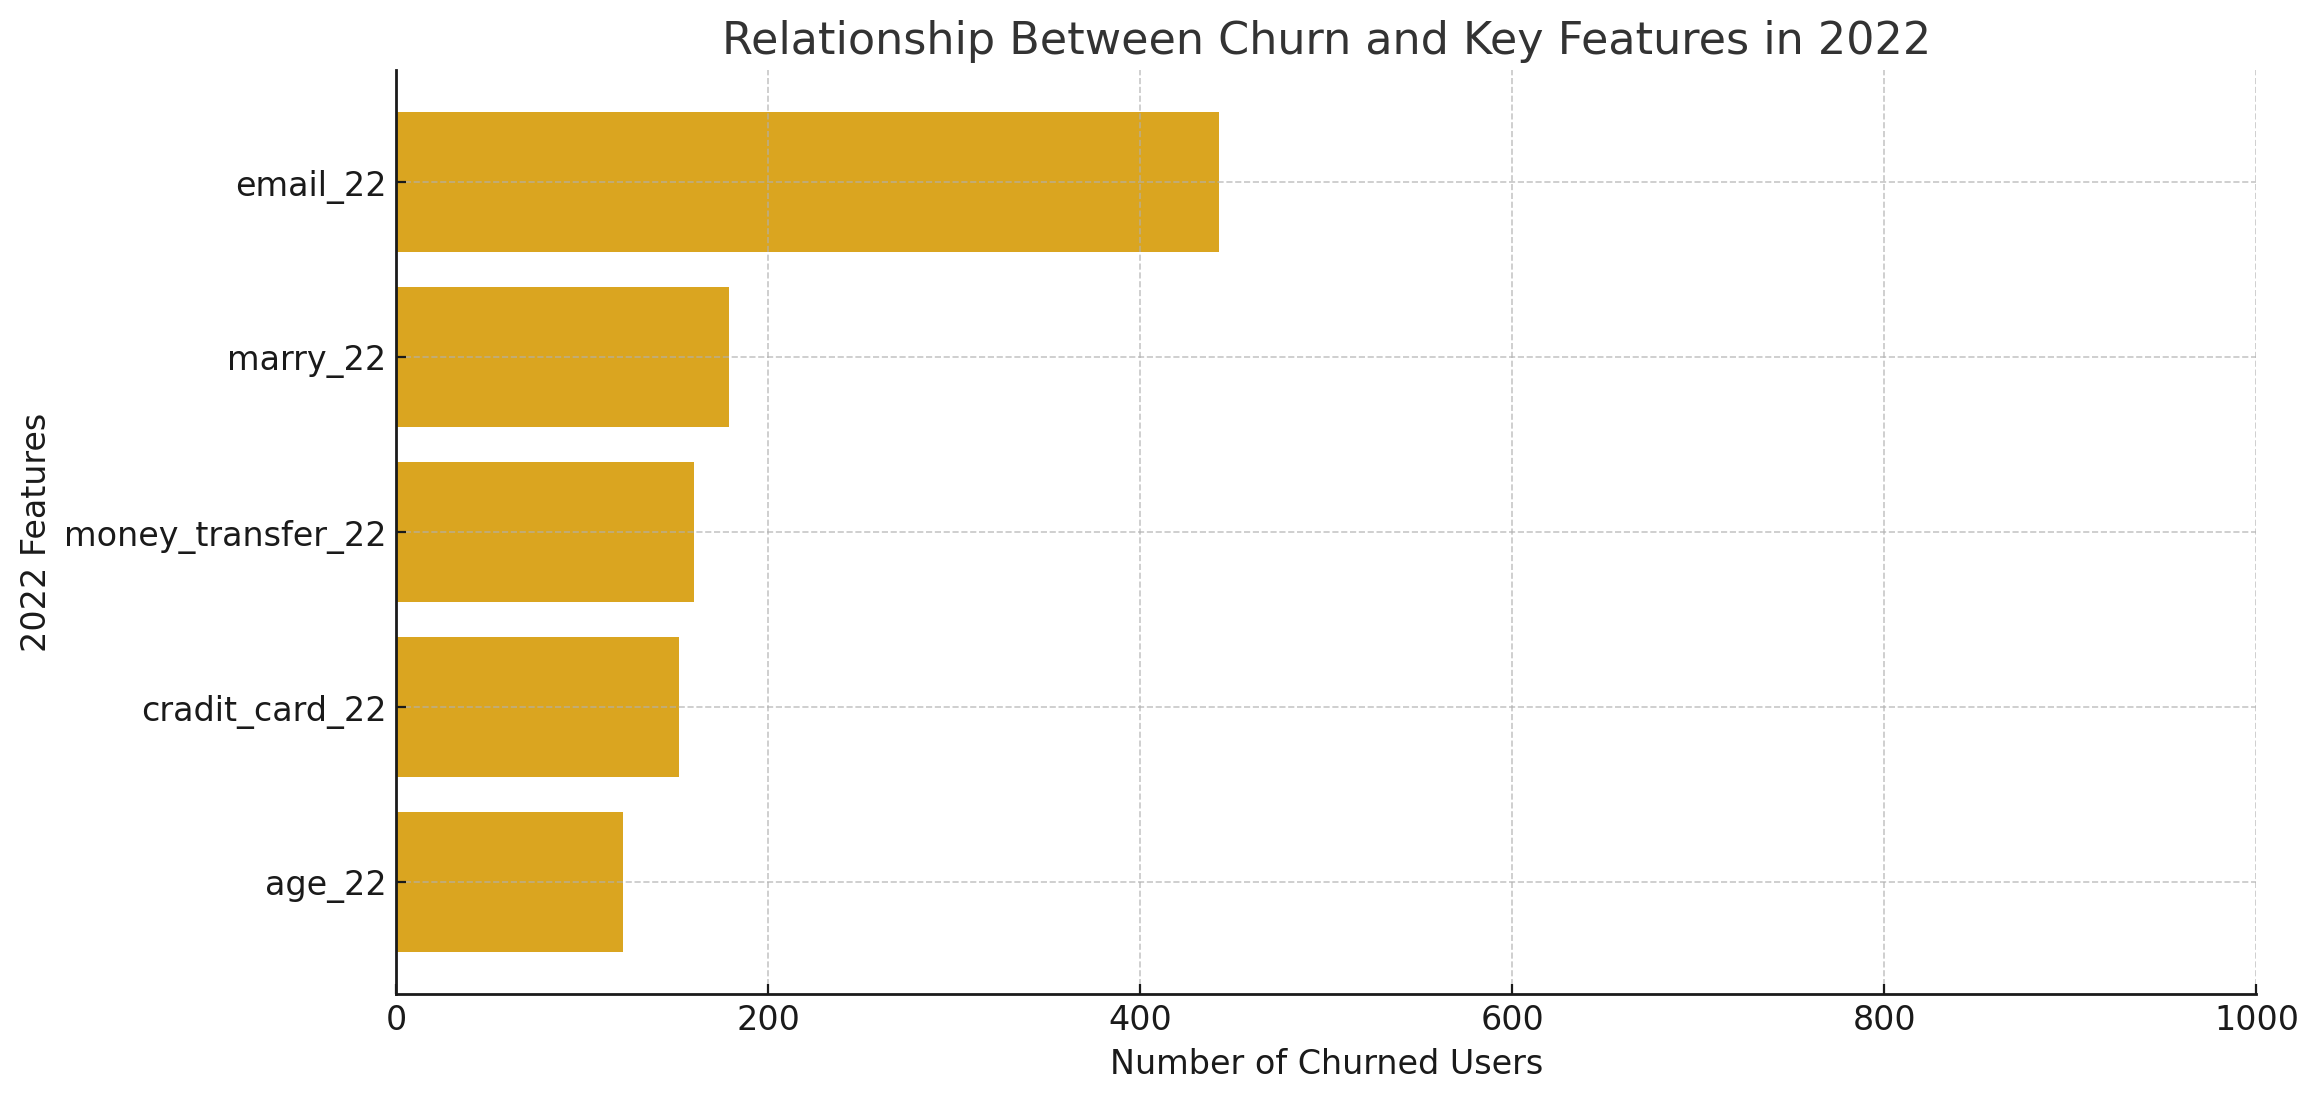 Relationship Between Churn and Key Features in 2022
2022 Features
email_22
marry_22
money_transfer_22
cradit_card_22
age_22
0 200 400 600 800 1000
Number of Churned Users